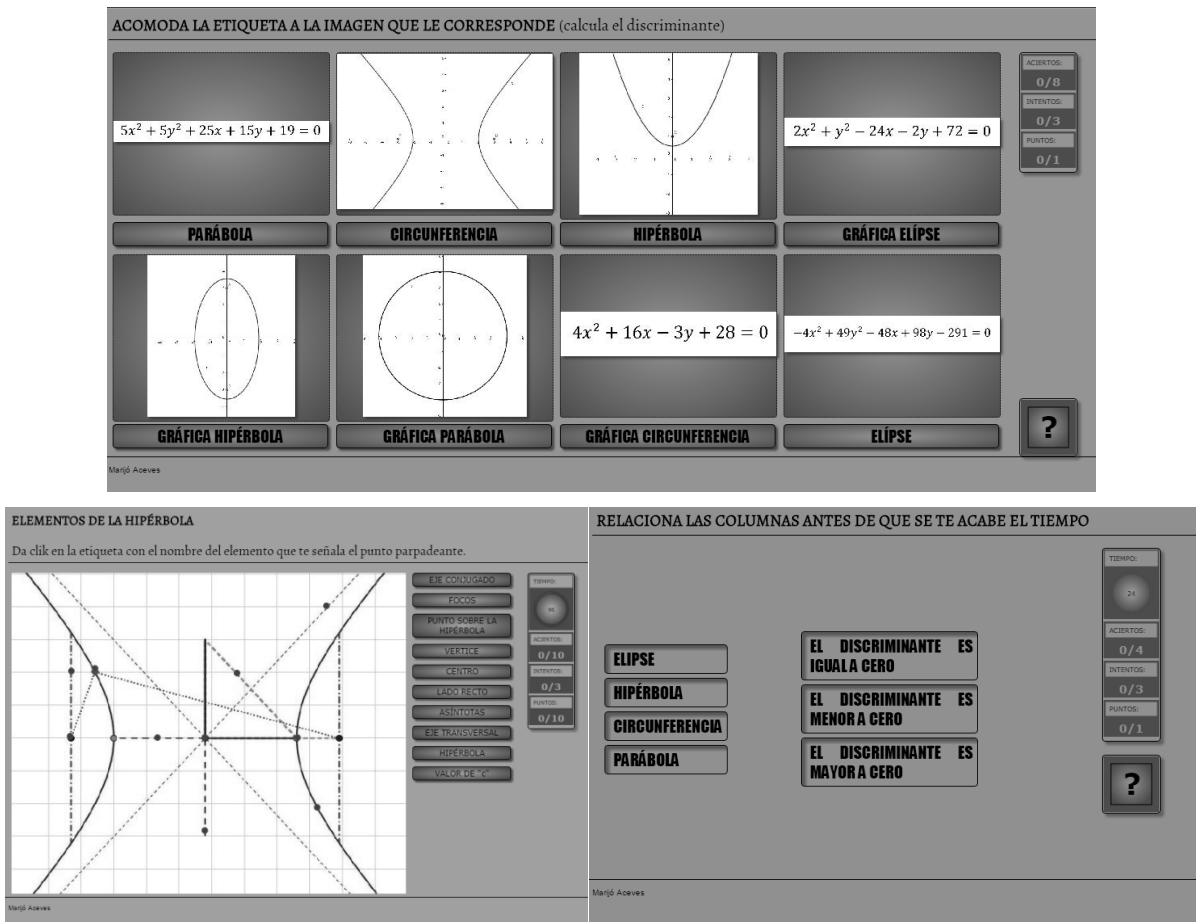 ACOMODA LA ETIQUETA A LA IMAGEN QUE LE CORRESPONDE (calcula el discriminante)
5x² + 5y² + 25x + 15y + 19 = 0
2x² + y² − 24x − 2y + 72 = 0
PARÁBOLA
CIRCUNFERENCIA
HIPÉRBOLA
GRÁFICA ELÍPSE
4x² + 16x − 3y + 28 = 0
−4x² + 49y² − 48x + 98y − 291 = 0
GRÁFICA HIPÉRBOLA
GRÁFICA PARÁBOLA
GRÁFICA CIRCUNFERENCIA
ELÍPSE
ACIERTOS:
0/8
INTENTOS:
0/3
PUNTOS:
0/1
?
Marijó Aceves
ELEMENTOS DE LA HIPÉRBOLA
Da clik en la etiqueta con el nombre del elemento que te señala el punto parpadeante.
EJE CONJUGADO
FOCOS
PUNTO SOBRE LA
HIPÉRBOLA
VERTICE
CENTRO
LADO RECTO
ASÍNTOTAS
EJE TRANSVERSAL
HIPÉRBOLA
VALOR DE "c"
TIEMPO:
ACIERTOS:
0/10
INTENTOS:
0/3
PUNTOS:
0/10
Marijó Aceves
RELACIONA LAS COLUMNAS ANTES DE QUE SE TE ACABE EL TIEMPO
ELIPSE
HIPÉRBOLA
CIRCUNFERENCIA
PARÁBOLA
EL DISCRIMINANTE ES
IGUAL A CERO
EL DISCRIMINANTE ES
MENOR A CERO
EL DISCRIMINANTE ES
MAYOR A CERO
TIEMPO:
24
ACIERTOS:
0/4
INTENTOS:
0/3
PUNTOS:
0/1
?
Marijó Aceves